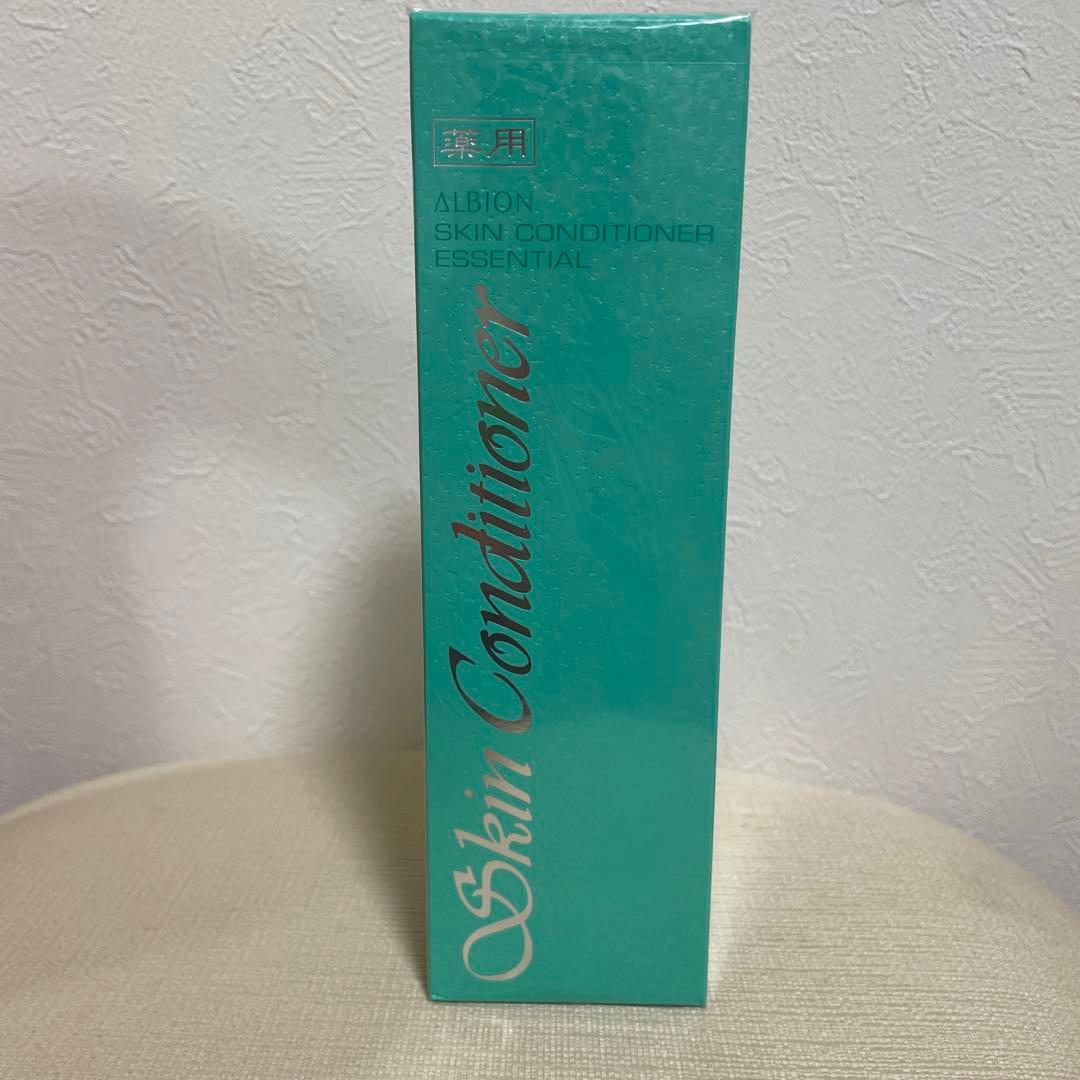 薬用
ALBION
SKIN CONDITIONER
ESSENTIAL
Skin Conditioner